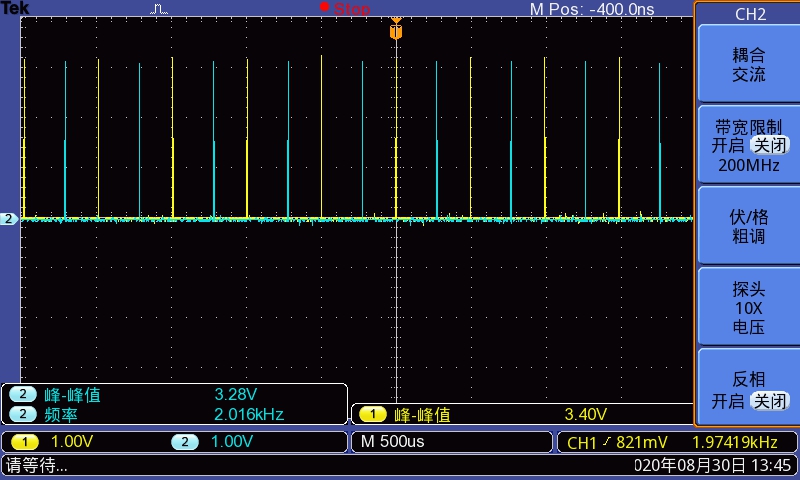 Tek
Stop
M Pos: -400.0ns
CH2
耦合
交流
带宽限制
开启 关闭
200MHz
伏/格
粗调
探头
10X
电压
反相
开启 关闭
T
2
2 峰-峰值 3.28V
2 频率 2.016kHz
1 峰-峰值 3.40V
1 1.00V 2 1.00V M 500us CH1 821mV 1.97419kHz
请等待... 020年08月30日 13:45